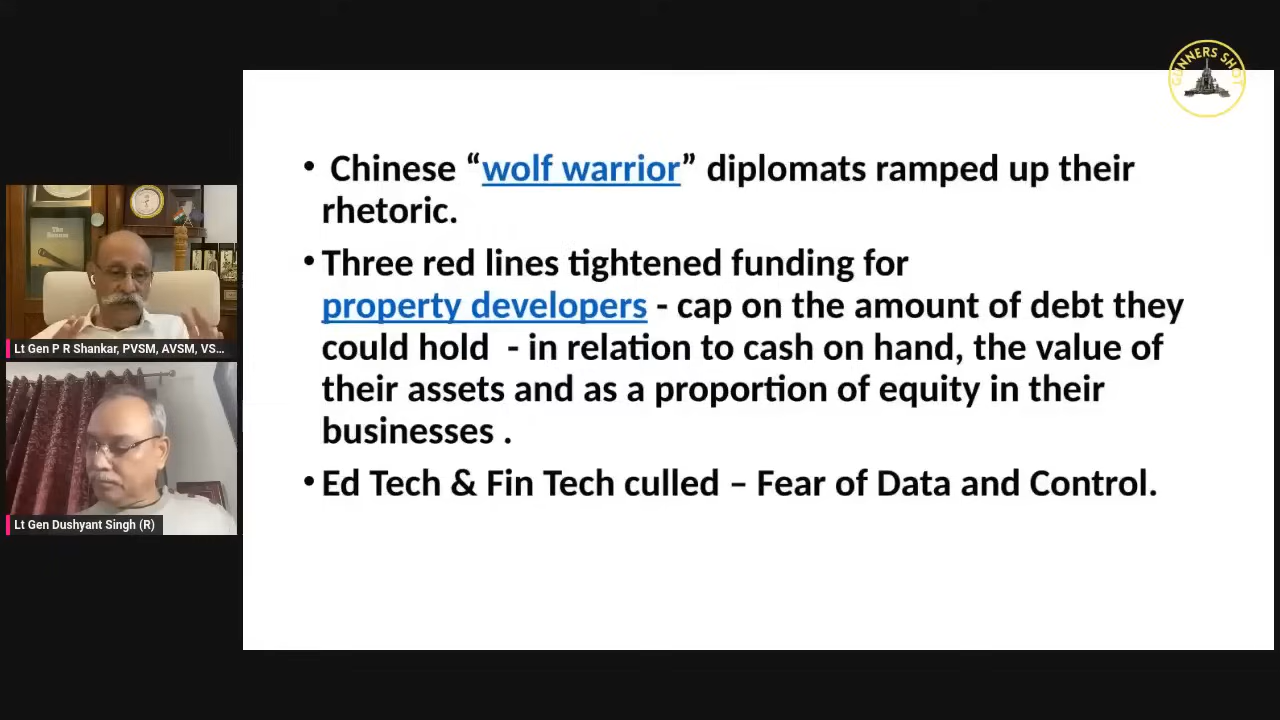 GUNNERS SHOT
• Chinese “wolf warrior” diplomats ramped up their
rhetoric.
• Three red lines tightened funding for
property developers - cap on the amount of debt they
could hold - in relation to cash on hand, the value of
their assets and as a proportion of equity in their
businesses .
• Ed Tech & Fin Tech culled – Fear of Data and Control.
Lt Gen P R Shankar, PVSM, AVSM, VS...
Lt Gen Dushyant Singh (R)